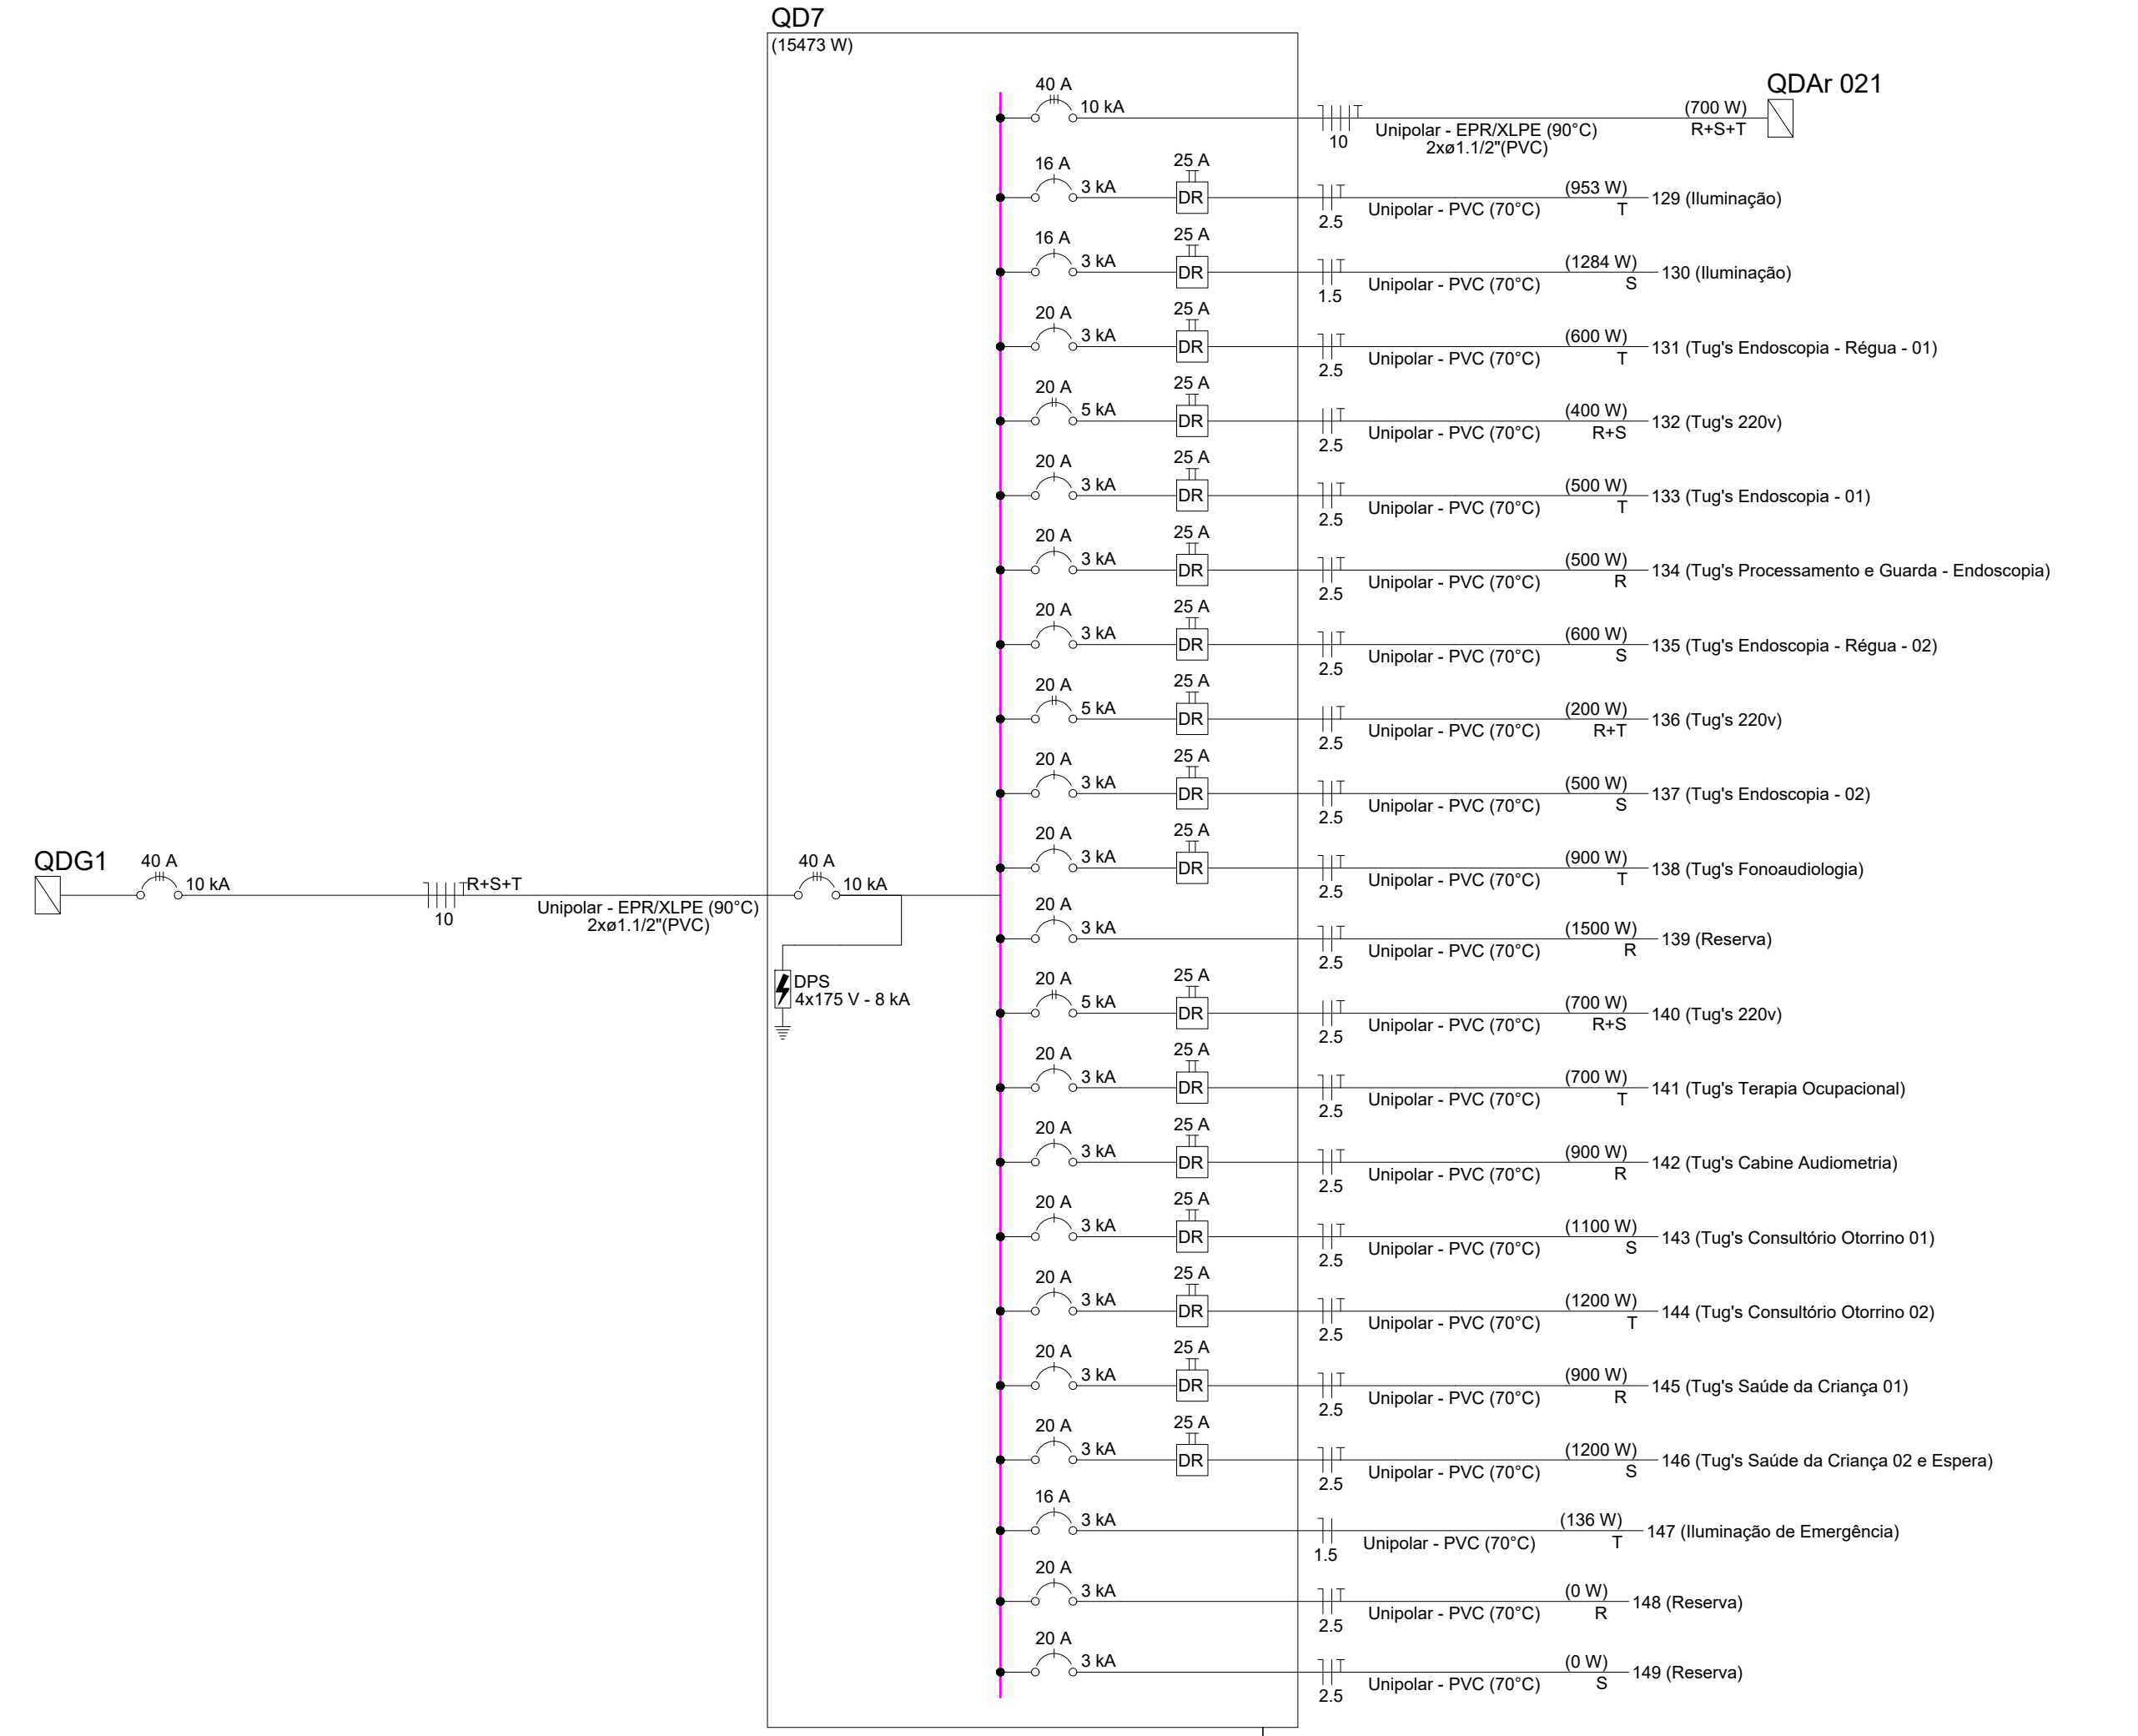 QD7
(15473 W)
40 A
10 kA
10
Unipolar - EPR/XLPE (90°C)
2xø1.1/2"(PVC)
(700 W)
R+S+T
QDAr 021
16 A
3 kA
25 A
DR
2.5
Unipolar - PVC (70°C)
(953 W)
T
129 (Iluminação)
16 A
3 kA
25 A
DR
1.5
Unipolar - PVC (70°C)
(1284 W)
S
130 (Iluminação)
20 A
3 kA
25 A
DR
2.5
Unipolar - PVC (70°C)
(600 W)
T
131 (Tug's Endoscopia - Régua - 01)
20 A
5 kA
25 A
DR
2.5
Unipolar - PVC (70°C)
(400 W)
R+S
132 (Tug's 220v)
20 A
3 kA
25 A
DR
2.5
Unipolar - PVC (70°C)
(500 W)
T
133 (Tug's Endoscopia - 01)
20 A
3 kA
25 A
DR
2.5
Unipolar - PVC (70°C)
(500 W)
R
134 (Tug's Processamento e Guarda - Endoscopia)
20 A
3 kA
25 A
DR
2.5
Unipolar - PVC (70°C)
(600 W)
S
135 (Tug's Endoscopia - Régua - 02)
20 A
5 kA
25 A
DR
2.5
Unipolar - PVC (70°C)
(200 W)
R+T
136 (Tug's 220v)
20 A
3 kA
25 A
DR
2.5
Unipolar - PVC (70°C)
(500 W)
S
137 (Tug's Endoscopia - 02)
20 A
3 kA
25 A
DR
2.5
Unipolar - PVC (70°C)
(900 W)
T
138 (Tug's Fonoaudiologia)
QDG1
40 A
10 kA
R+S+T
10
Unipolar - EPR/XLPE (90°C)
2xø1.1/2"(PVC)
40 A
10 kA
DPS
4x175 V - 8 kA
20 A
3 kA
2.5
Unipolar - PVC (70°C)
(1500 W)
R
139 (Reserva)
20 A
5 kA
25 A
DR
2.5
Unipolar - PVC (70°C)
(700 W)
R+S
140 (Tug's 220v)
20 A
3 kA
25 A
DR
2.5
Unipolar - PVC (70°C)
(700 W)
T
141 (Tug's Terapia Ocupacional)
20 A
3 kA
25 A
DR
2.5
Unipolar - PVC (70°C)
(900 W)
R
142 (Tug's Cabine Audiometria)
20 A
3 kA
25 A
DR
2.5
Unipolar - PVC (70°C)
(1100 W)
S
143 (Tug's Consultório Otorrino 01)
20 A
3 kA
25 A
DR
2.5
Unipolar - PVC (70°C)
(1200 W)
T
144 (Tug's Consultório Otorrino 02)
20 A
3 kA
25 A
DR
2.5
Unipolar - PVC (70°C)
(900 W)
R
145 (Tug's Saúde da Criança 01)
20 A
3 kA
25 A
DR
2.5
Unipolar - PVC (70°C)
(1200 W)
S
146 (Tug's Saúde da Criança 02 e Espera)
16 A
3 kA
1.5
Unipolar - PVC (70°C)
(136 W)
T
147 (Iluminação de Emergência)
20 A
3 kA
2.5
Unipolar - PVC (70°C)
(0 W)
R
148 (Reserva)
20 A
3 kA
2.5
Unipolar - PVC (70°C)
(0 W)
S
149 (Reserva)